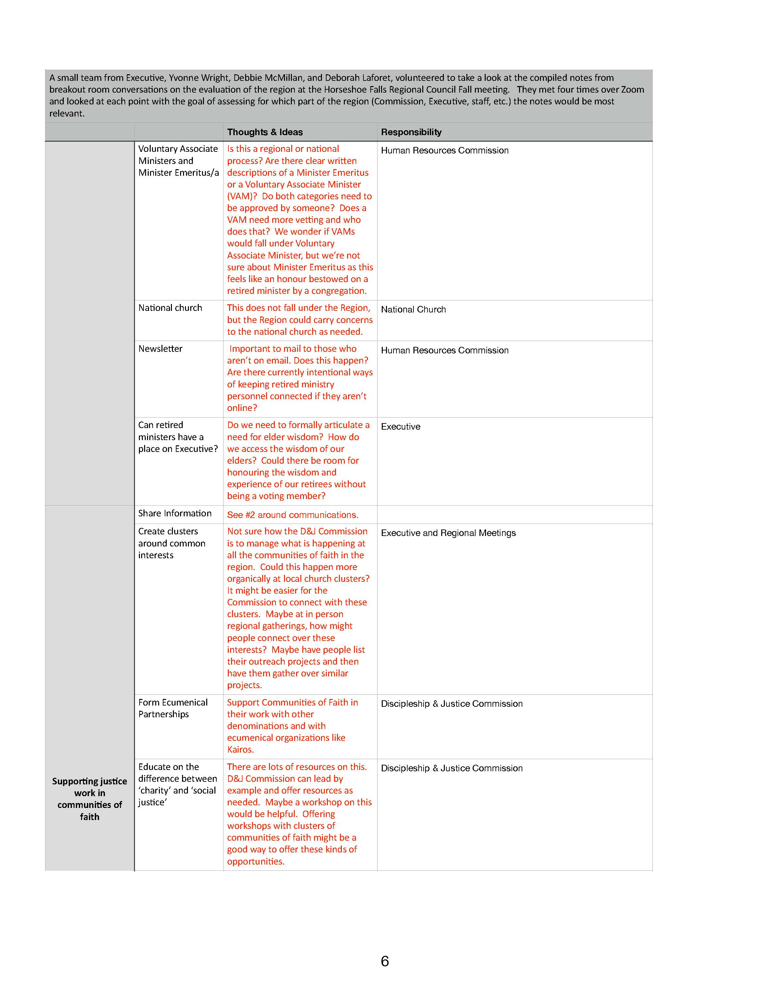 A small team from Executive, Yvonne Wright, Debbie McMillan, and Deborah Laforet, volunteered to take a look at the compiled notes from
breakout room conversations on the evaluation of the region at the Horseshoe Falls Regional Council Fall meeting.   They met four times over Zoom
and looked at each point with the goal of assessing for which part of the region (Commission, Executive, staff, etc.) the notes would be most
relevant.
Thoughts & Ideas
Responsibility
Voluntary Associate
Ministers and
Minister Emeritus/a
Is this a regional or national
process? Are there clear written
descriptions of a Minister Emeritus
or a Voluntary Associate Minister
(VAM)?  Do both categories need to
be approved by someone?  Does a
VAM need more vetting and who
does that?  We wonder if VAMs
would fall under Voluntary
Associate Minister, but we’re not
sure about Minister Emeritus as this
feels like an honour bestowed on a
retired minister by a congregation.
Human Resources Commission
National church
This does not fall under the Region,
but the Region could carry concerns
to the national church as needed.
National Church
Newsletter
Important to mail to those who
aren’t on email. Does this happen?
Are there currently intentional ways
of keeping retired ministry
personnel connected if they aren’t
online?
Human Resources Commission
Can retired
ministers have a
place on Executive?
Do we need to formally articulate a
need for elder wisdom?  How do
we access the wisdom of our
elders?  Could there be room for
honouring the wisdom and
experience of our retirees without
being a voting member?
Executive
Share Information
See #2 around communications.
Create clusters
around common
interests
Not sure how the D&J Commission
is to manage what is happening at
all the communities of faith in the
region.  Could this happen more
organically at local church clusters?
It might be easier for the
Commission to connect with these
clusters.  Maybe at in person
regional gatherings, how might
people connect over these
interests?  Maybe have people list
their outreach projects and then
have them gather over similar
projects.
Executive and Regional Meetings
Form Ecumenical
Partnerships
Support Communities of Faith in
their work with other
denominations and with
ecumenical organizations like
Kairos.
Discipleship & Justice Commission
Supporting justice
work in
communities of
faith
Educate on the
difference between
‘charity’ and ‘social
justice’
There are lots of resources on this.
D&J Commission can lead by
example and offer resources as
needed.  Maybe a workshop on this
would be helpful.  Offering
workshops with clusters of
communities of faith might be a
good way to offer these kinds of
opportunities.
Discipleship & Justice Commission
6